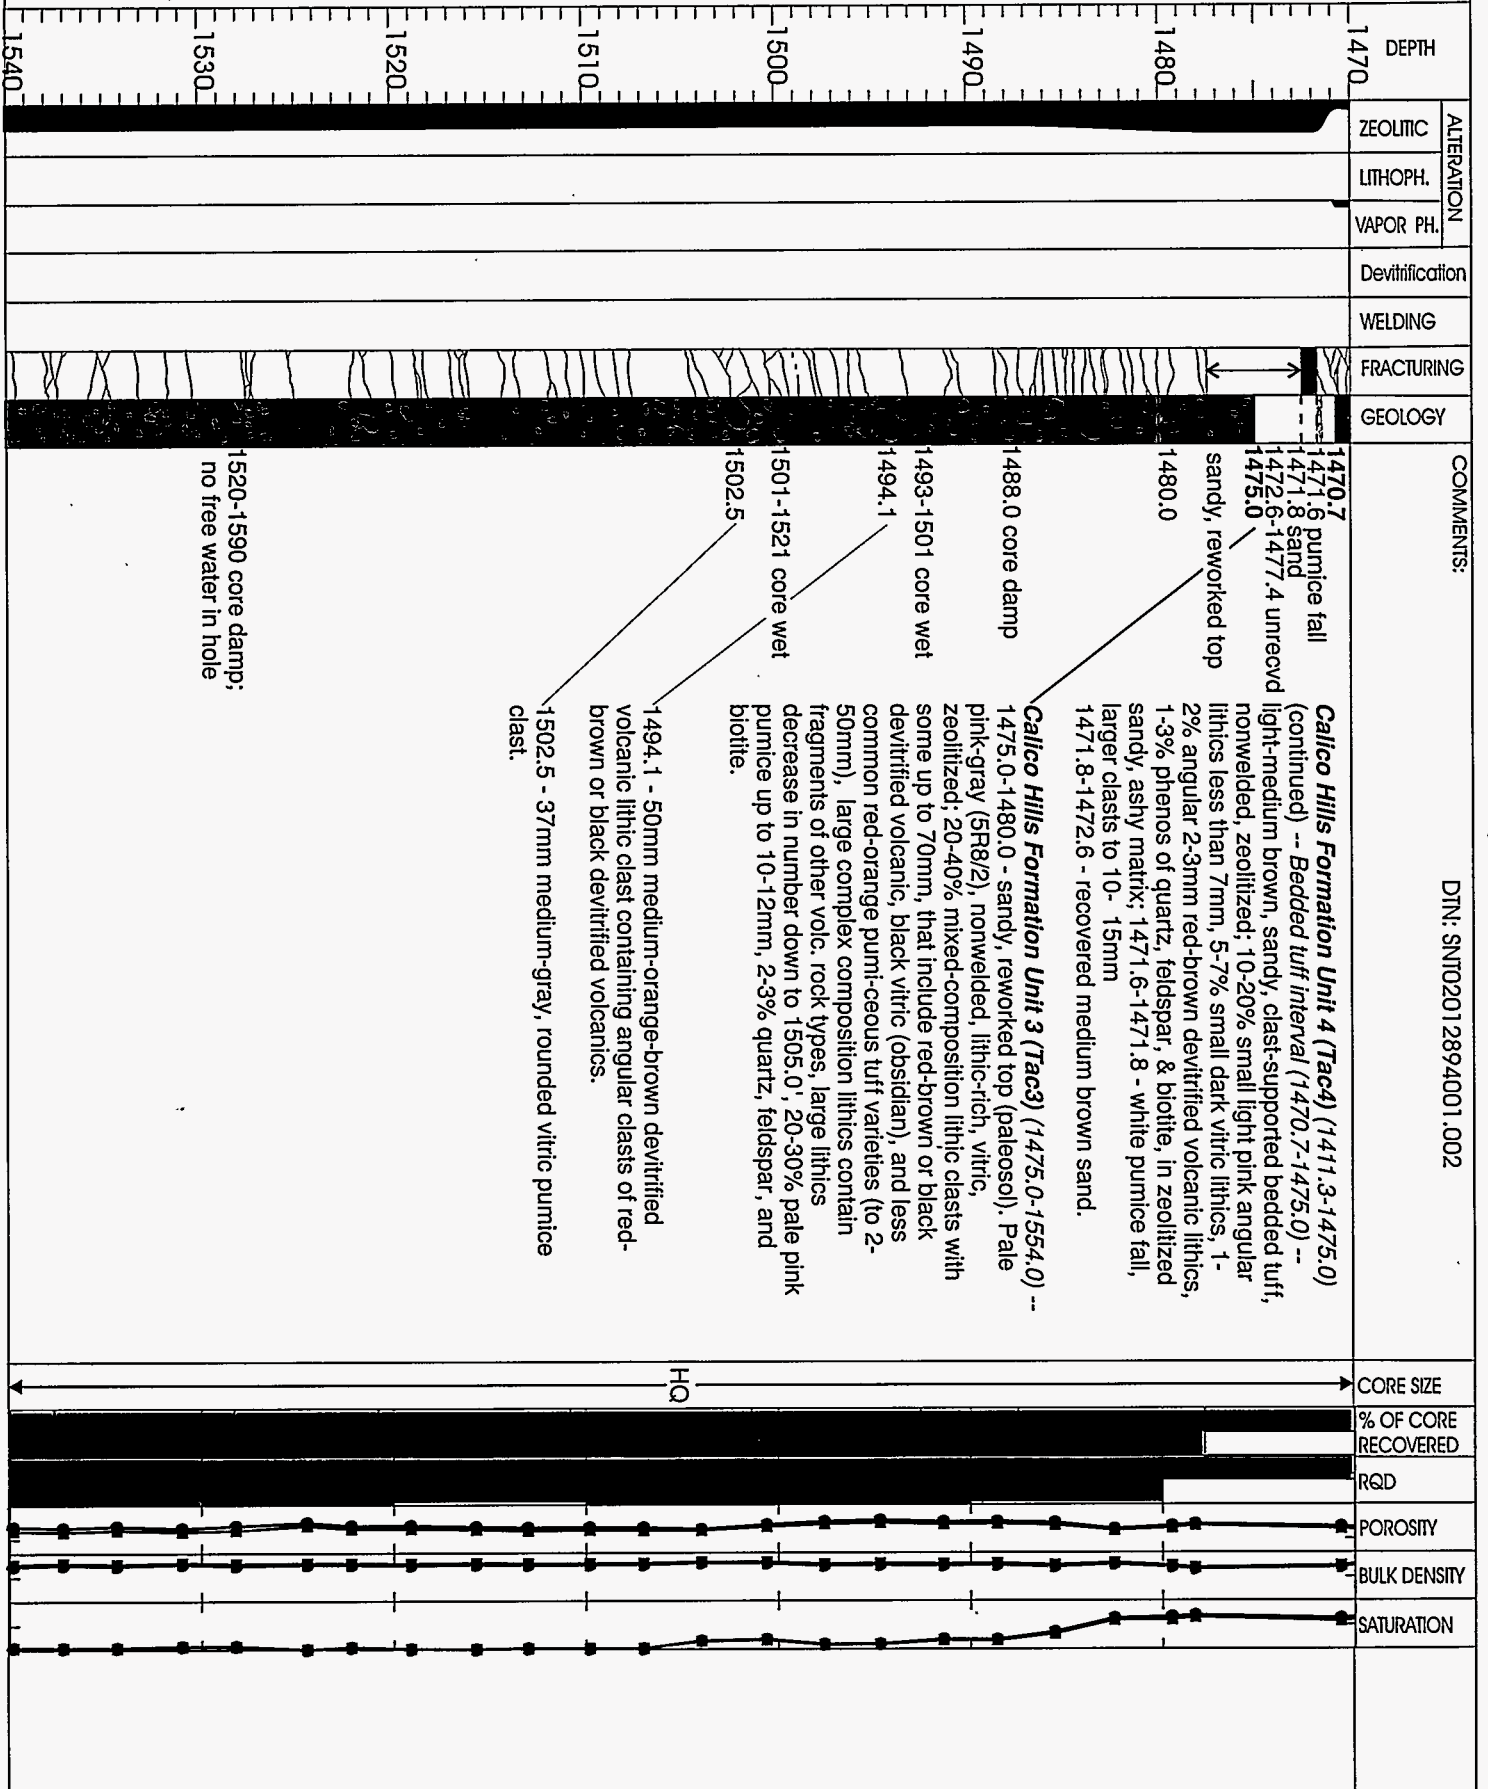 DEPTH
ALTERATION
ZEOLITIC
LITHOPH.
VAPOR PH.
Devitrification
WELDING
FRACTURING
GEOLOGY
COMMENTS:
DTN: SNT02012894001.002
CORE SIZE
% OF CORE
RECOVERED
RQD
POROSITY
BULK DENSITY
SATURATION
1470
1480
1490
1500
1510
1520
1530
1540
1470.7
1471.6 pumice fall
1471.8 sand
1472.6-1477.4 unrecvd
1475.0
sandy, reworked top
1480.0
1488.0 core damp
1493-1501 core wet
1494.1
1501-1521 core wet
1502.5
1520-1590 core damp;
no free water in hole
Calico Hills Formation Unit 4 (Tac4) (1411.3-1475.0)
(continued) -- Bedded tuff interval (1470.7-1475.0) --
light-medium brown, sandy, clast-supported bedded tuff,
nonwelded, zeolitized; 10-20% small light pink angular
lithics less than 7mm, 5-7% small dark vitric lithics, 1-
2% angular 2-3mm red-brown devitrified volcanic lithics,
1-3% phenos of quartz, feldspar, & biotite, in zeolitized
sandy, ashy matrix; 1471.6-1471.8 - white pumice fall,
larger clasts to 10- 15mm
1471.8-1472.6 - recovered medium brown sand.
Calico Hills Formation Unit 3 (Tac3) (1475.0-1554.0) --
1475.0-1480.0 - sandy, reworked top (paleosol). Pale
pink-gray (5R8/2), nonwelded, lithic-rich, vitric,
zeolitized; 20-40% mixed-composition lithic clasts with
some up to 70mm, that include red-brown or black
devitrified volcanic, black vitric (obsidian), and less
common red-orange pumi-ceous tuff varieties (to 2-
50mm), large complex composition lithics contain
fragments of other volc. rock types, large lithics
decrease in number down to 1505.0', 20-30% pale pink
pumice up to 10-12mm, 2-3% quartz, feldspar, and
biotite.
1494.1 - 50mm medium-orange-brown devitrified
volcanic lithic clast containing angular clasts of red-
brown or black devitrified volcanics.
1502.5 - 37mm medium-gray, rounded vitric pumice
clast.
HQ